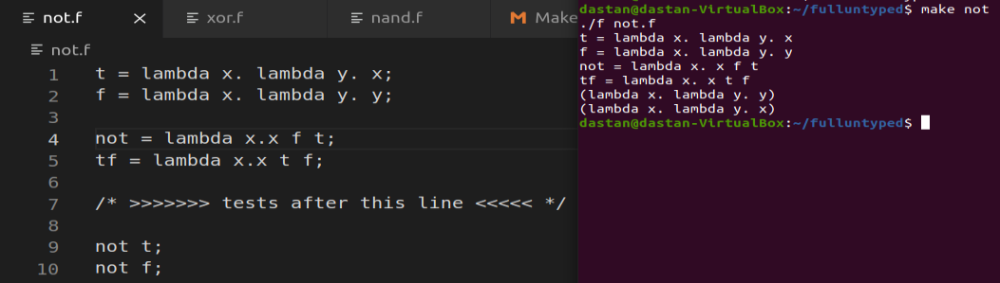 not.f
xor.f
nand.f
Make
not.f
1 t = lambda x. lambda y. x;
2 f = lambda x. lambda y. y;
3
4 not = lambda x.x f t;
5 tf = lambda x.x t f;
6
7 /* >>>>>>> tests after this line <<<<< */
8
9 not t;
10 not f;
dastan@dastan-VirtualBox:~/fulluntyped$ make not
./f not.f
t = lambda x. lambda y. x
f = lambda x. lambda y. y
not = lambda x. x f t
tf = lambda x. x t f
(lambda x. lambda y. y)
(lambda x. lambda y. x)
dastan@dastan-VirtualBox:~/fulluntyped$